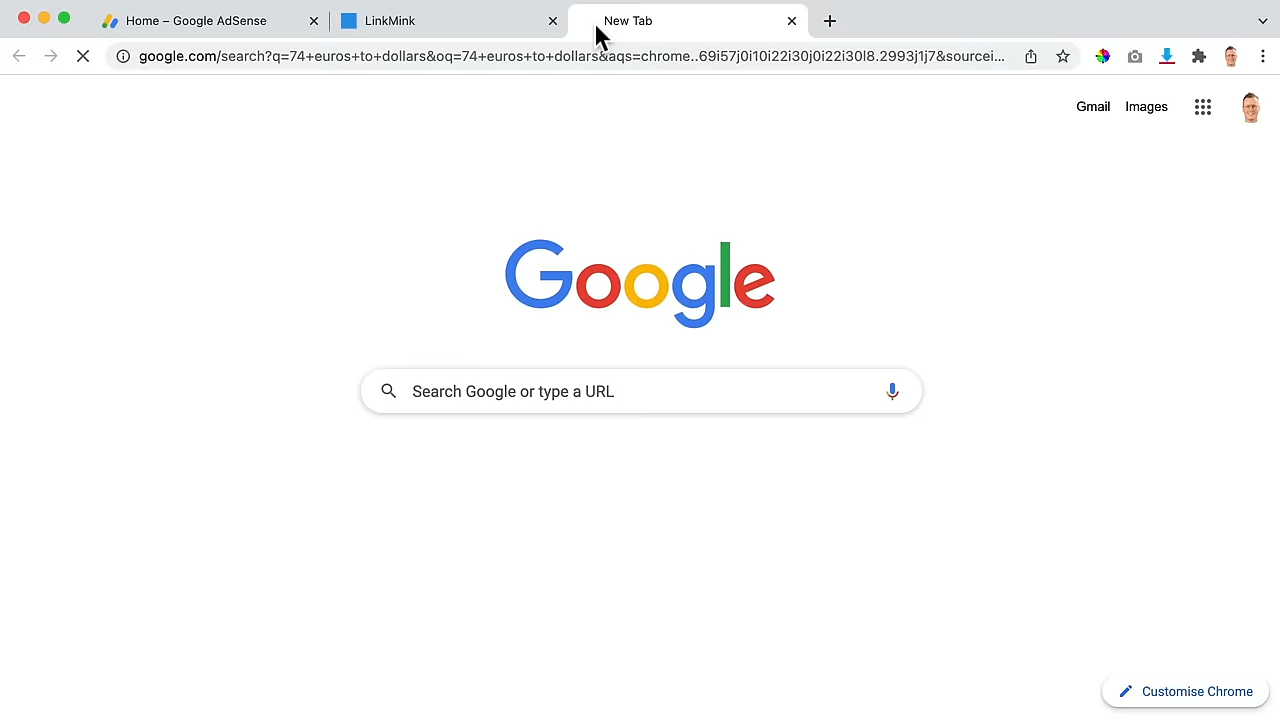 Home – Google AdSense
LinkMink
New Tab
google.com/search?q=74+euros+to+dollars&oq=74+euros+to+dollars&aqs=chrome..69i57j0i10i22i30j0i22i30l8.2993j1j7&sourcei...
Gmail
Images
Google
Search Google or type a URL
Customise Chrome